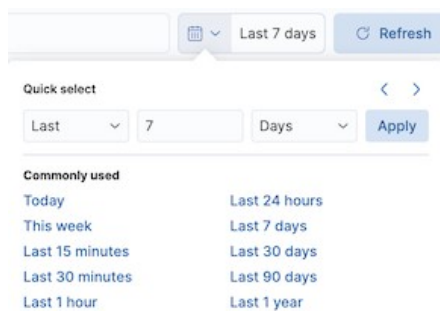 Last 7 days Refresh
Quick select
Last 7 Days Apply
Commonly used
Today Last 24 hours
This week Last 7 days
Last 15 minutes Last 30 days
Last 30 minutes Last 90 days
Last 1 hour Last 1 year